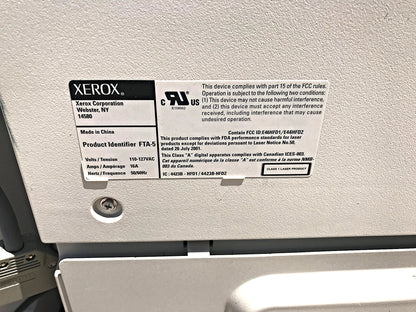 XEROX®
Xerox Corporation
Webster, NY
14580
Made in China
Product Identifier FTA-5
Volts / Tension 110-127VAC
Amps / Ampérage 16A
Hertz / Fréquence 50/60Hz
C UR US
This device complies with part 15 of the FCC rules.
Operation is subject to the following two conditions:
(1) This device may not cause harmful interference,
and (2) this device must accept any interference
received, including interference that may cause
undesired operation.
Contain FCC ID:E46HFD1/E46HFD2
This product complies with FDA performance standards for laser
product except for deviations pursuant to Laser Notice No.50,
dated 26 July 2001.
This Class "A" digital apparatus complies with Canadian ICES-003.
Cet appareil numérique de la classe "A" est conforme à la norme NMB-
003 du Canada.
IC : 4423B - HFD1 / 4423B-HFD2
CLASS 1 LASER PRODUCT